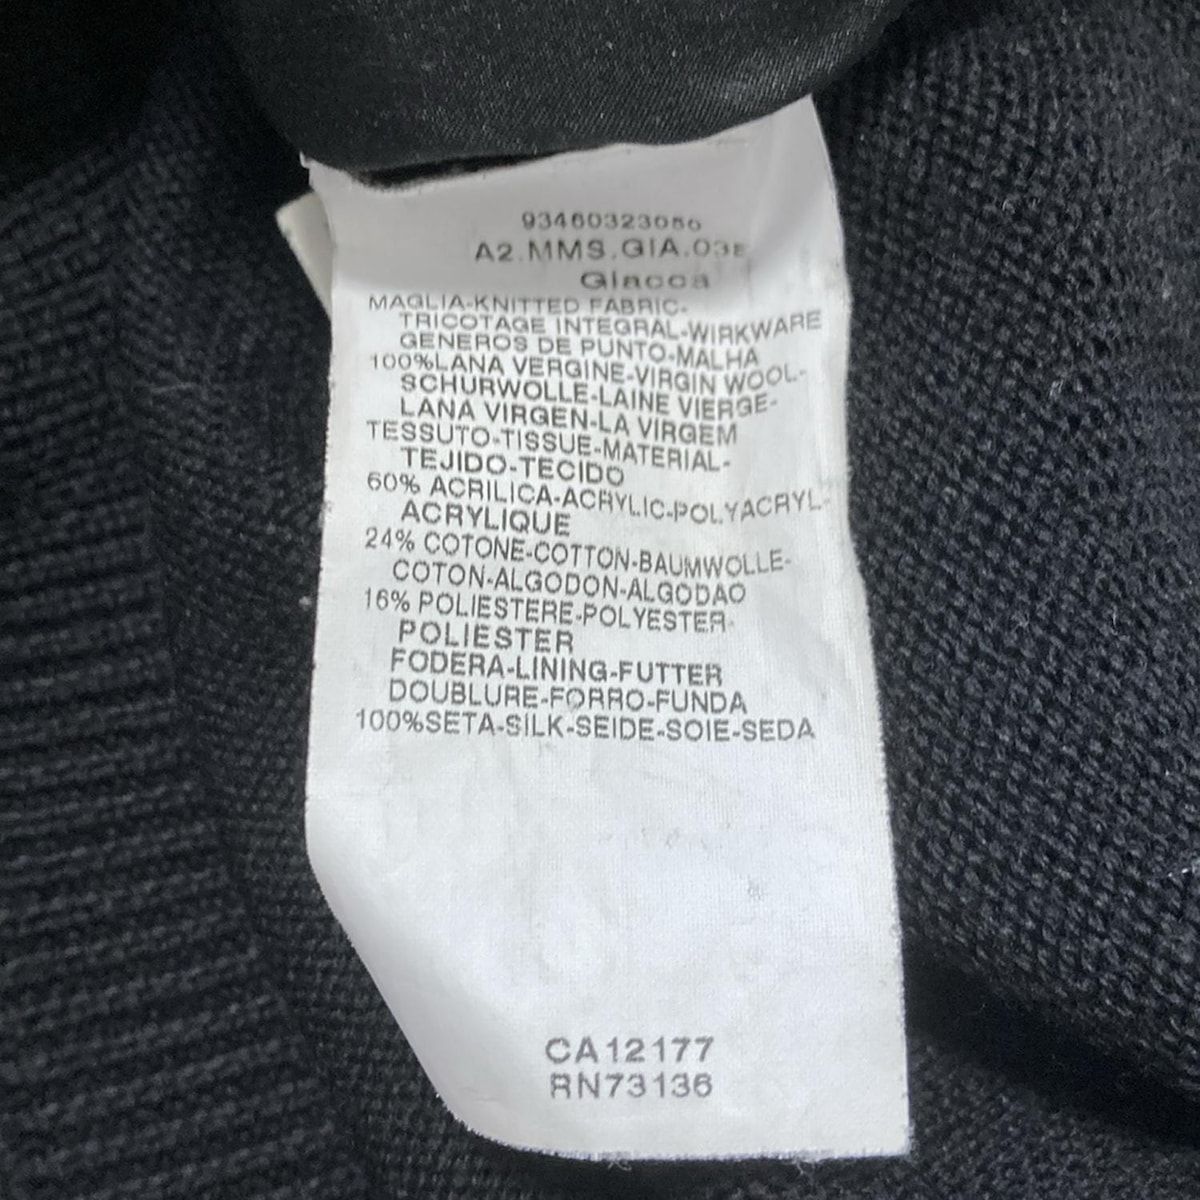 93460323086
A2.MMS.GIA.03E
Giacca
MAGLIA-KNITTED FABRIC-
TRICOTAGE INTEGRAL-WIRKWARE
GENEROS DE PUNTO-MALHA
100%LANA VERGINE-VIRGIN WOOL-
SCHURWOLLE-LAINE VIERGE-
LANA VIRGEN-LA VIRGEM
TESSUTO-TISSUE-MATERIAL-
TEJIDO-TECIDO
60% ACRILICA-ACRYLIC-POLYACRYL-
ACRYLIQUE
24% COTONE-COTTON-BAUMWOLLE-
COTON-ALGODON-ALGODAO
16% POLIESTERE-POLYESTER-
POLIESTER
FODERA-LINING-FUTTER
DOUBLURE-FORRO-FUNDA
100%SETA-SILK-SEIDE-SOIE-SEDA
CA12177
RN73136